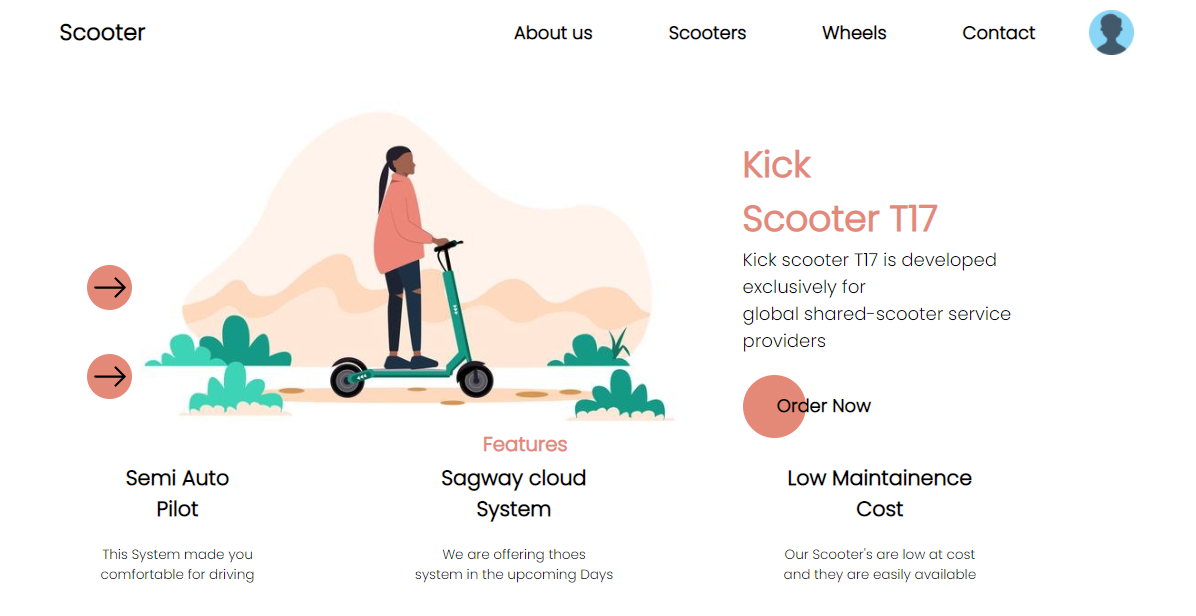 Scooter
About us
Scooters
Wheels
Contact
Kick
Scooter T17
Kick scooter T17 is developed
exclusively for
global shared-scooter service
providers
Order Now
Features
Semi Auto
Pilot
This System made you
comfortable for driving
Sagway cloud
System
We are offering thoes
system in the upcoming Days
Low Maintainence
Cost
Our Scooter's are low at cost
and they are easily available